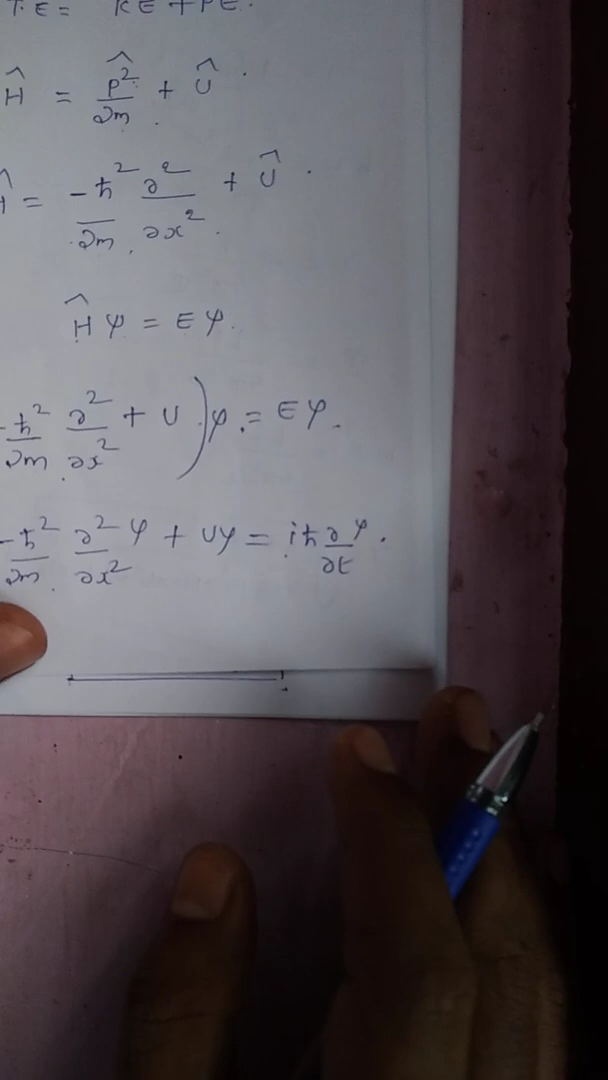 T.E = KE + PE.
Ĥ = p̂²/2m + Û
Ĥ = -ħ²/2m ∂²/∂x² + Û.
Ĥψ = Eψ.
-ħ²/2m ∂²/∂x² + U)ψ = Eψ.
-ħ²/2m ∂²/∂x² ψ + Uψ = iħ ∂ψ/∂t.